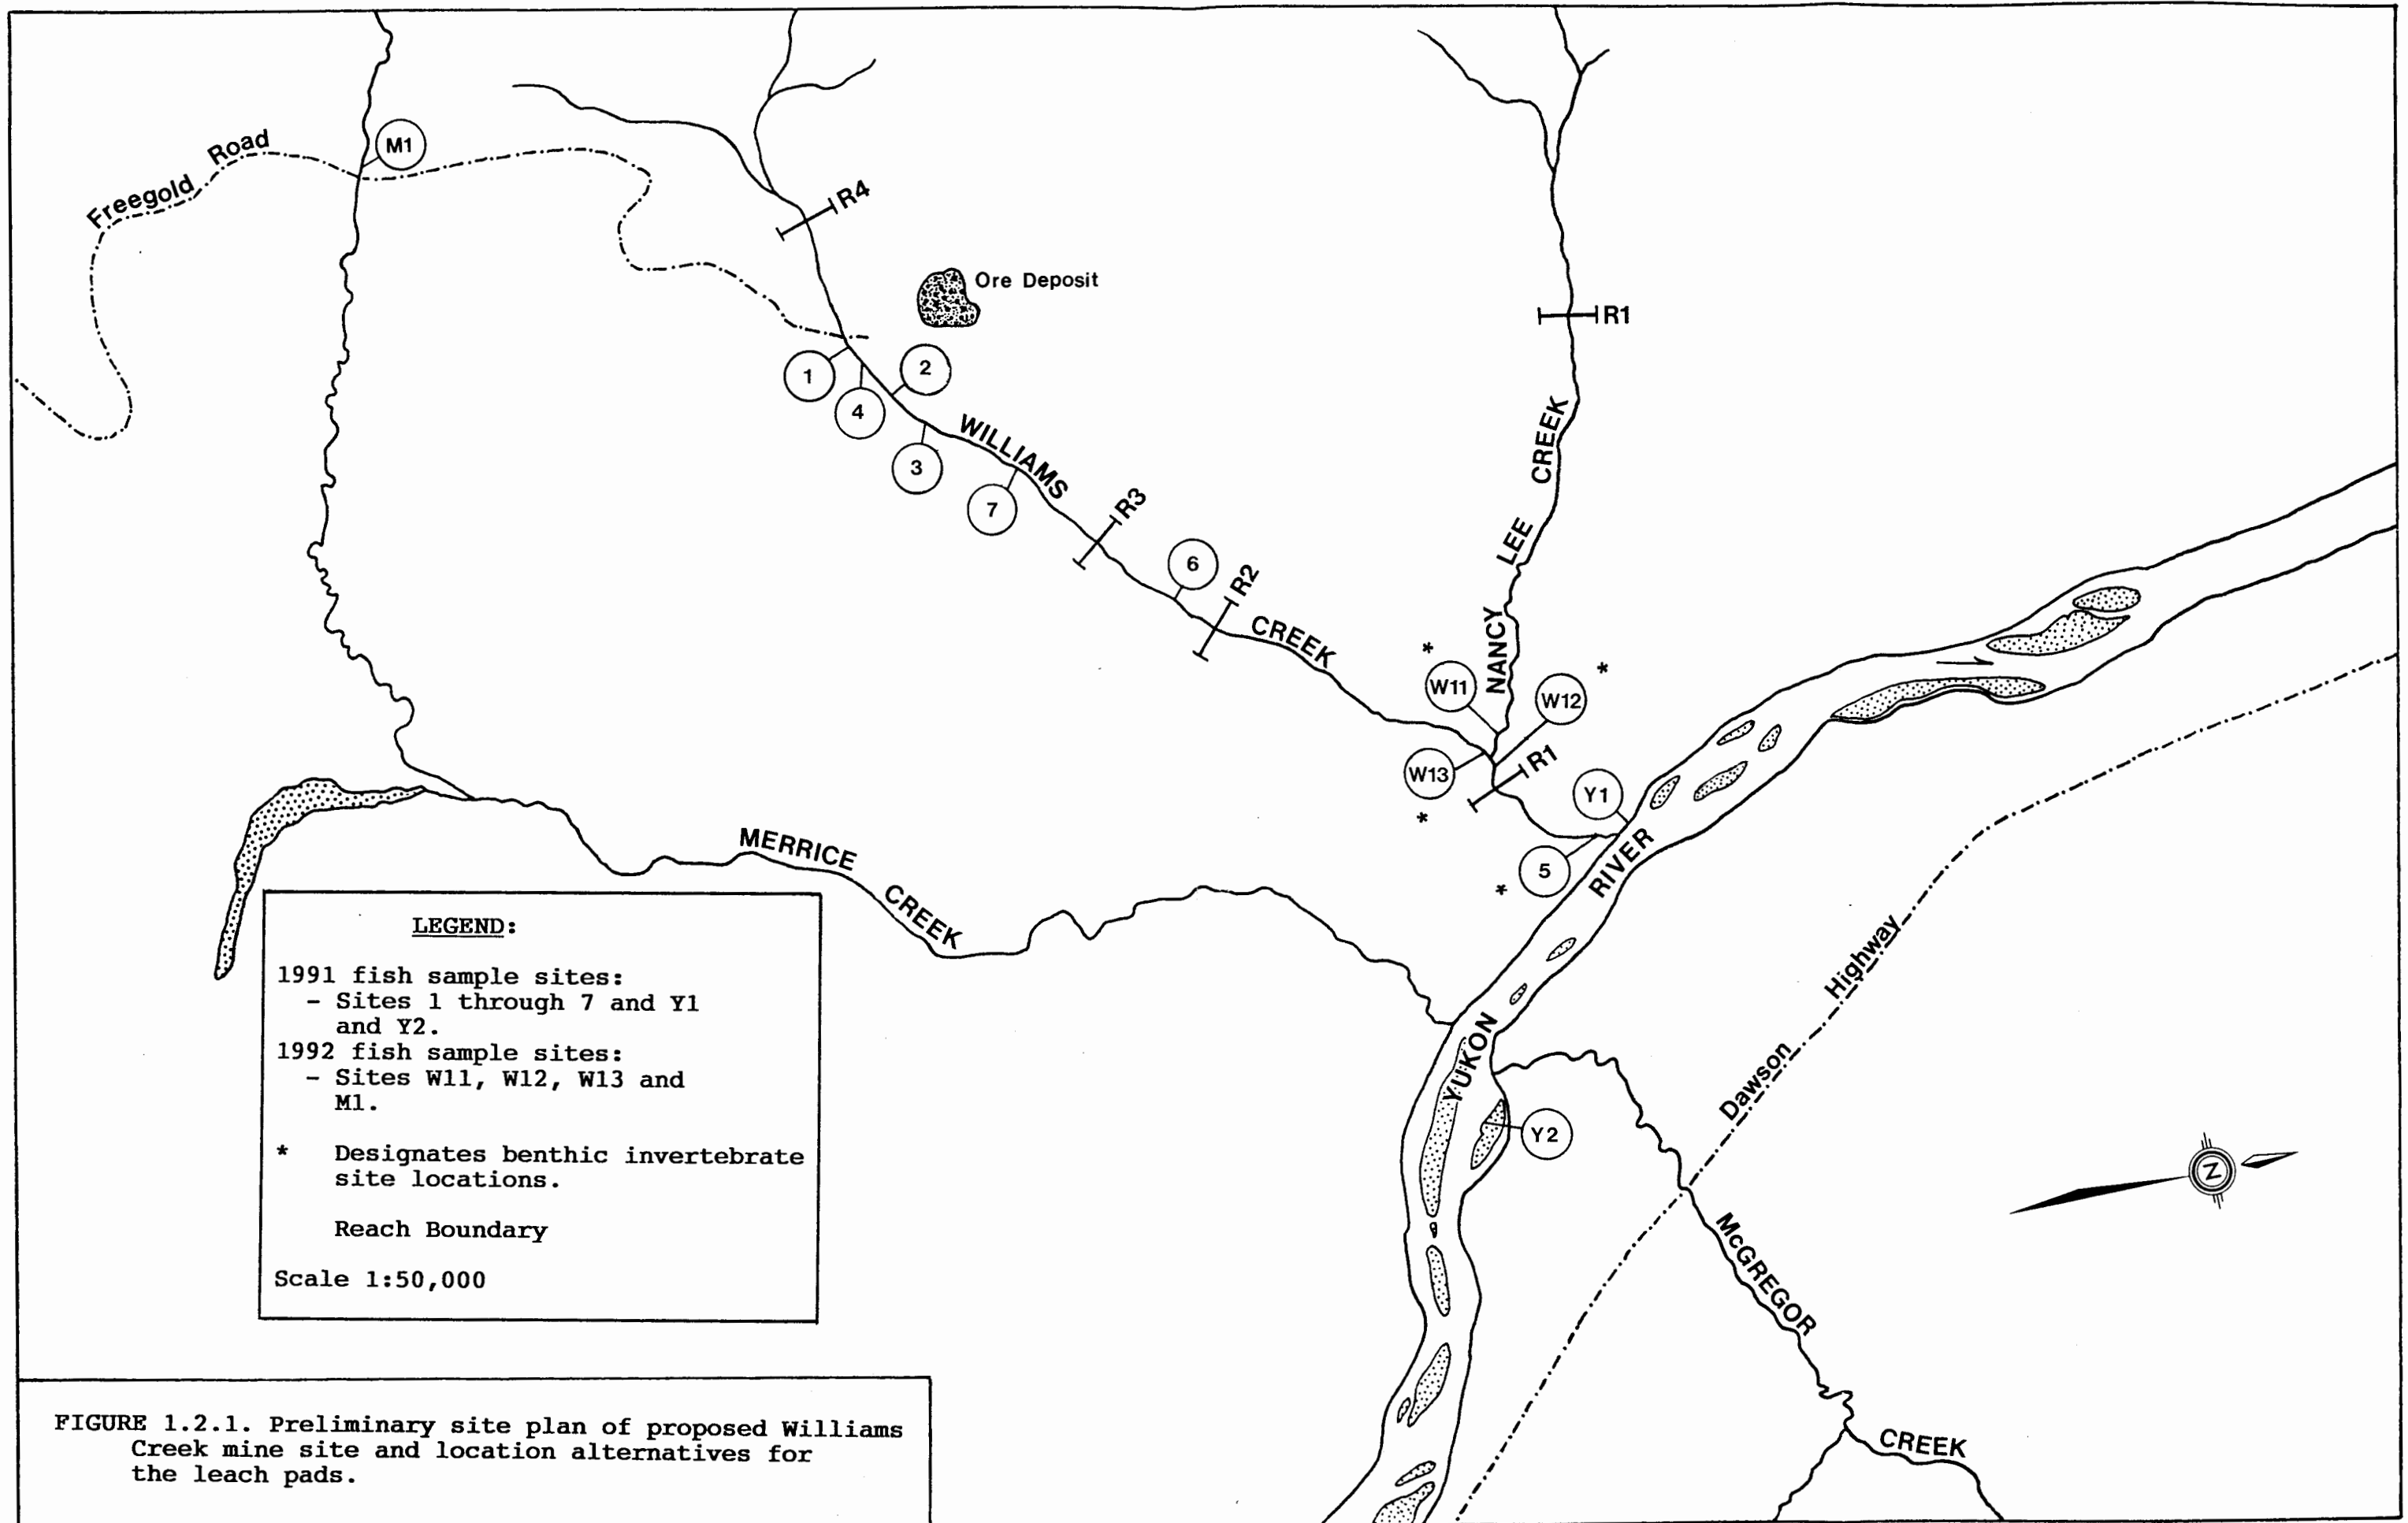 Freegold Road
M1
R4
Ore Deposit
R1
1
2
4
3
7
WILLIAMS
CREEK
R3
6
R2
NANCY LEE CREEK
W11
W12
W13
R1
Y1
5
YUKON RIVER
MERRICE
CREEK
Dawson Highway
Y2
McGREGOR
CREEK
N
LEGEND:
1991 fish sample sites:
- Sites 1 through 7 and Y1
and Y2.
1992 fish sample sites:
- Sites W11, W12, W13 and
M1.
* Designates benthic invertebrate
site locations.
Reach Boundary
Scale 1:50,000
FIGURE 1.2.1. Preliminary site plan of proposed Williams
Creek mine site and location alternatives for
the leach pads.